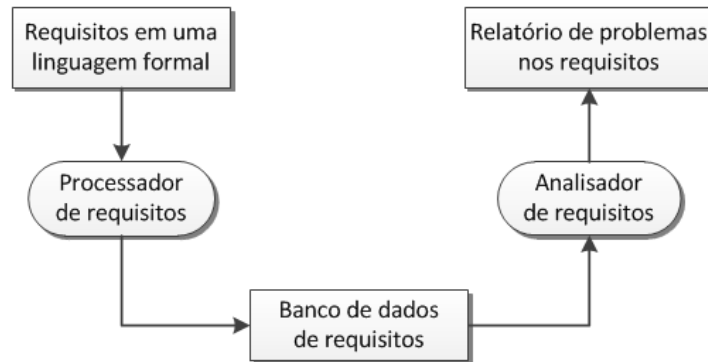 Requisitos em uma
linguagem formal
Relatório de problemas
nos requisitos
Processador
de requisitos
Analisador
de requisitos
Banco de dados
de requisitos